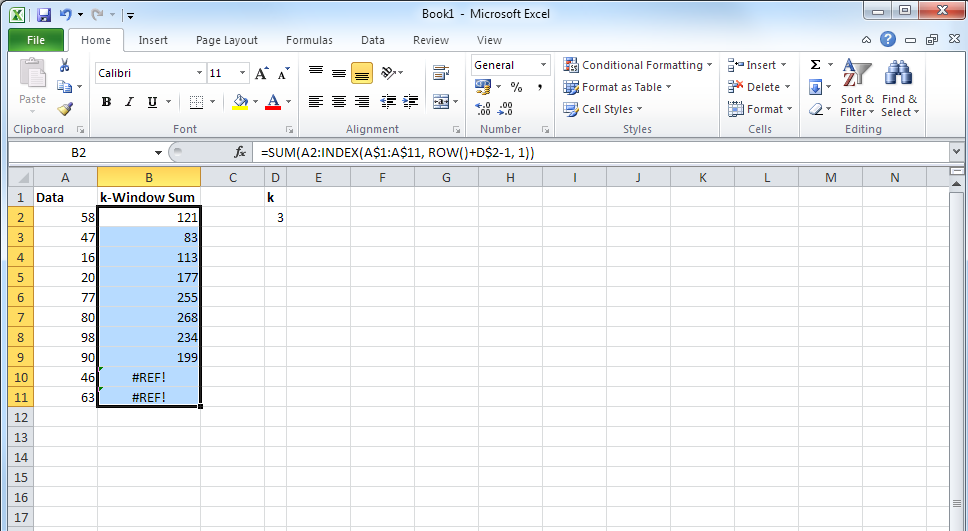 Book1 - Microsoft Excel
File Home Insert Page Layout Formulas Data Review View
Calibri 11 General Conditional Formatting Insert
Paste Format as Table Delete Sort & Filter Find & Select
B I U Cell Styles Format
Clipboard Font Alignment Number Styles Cells Editing
B2 fx =SUM(A2:INDEX(A$1:A$11, ROW()+D$2-1, 1))
A B C D E F G H I J K L M N
1 Data k-Window Sum k
2 58 121 3
3 47 83
4 16 113
5 20 177
6 77 255
7 80 268
8 98 234
9 90 199
10 46 #REF!
11 63 #REF!
12
13
14
15
16
17